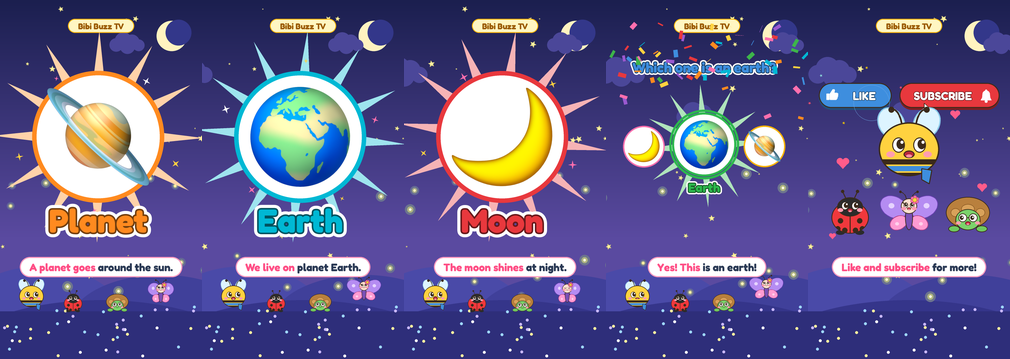 Bibi Buzz TV
Planet
A planet goes around the sun.
Bibi Buzz TV
Earth
We live on planet Earth.
Bibi Buzz TV
Moon
The moon shines at night.
Bibi Buzz TV
Which one is an earth?
Earth
Yes! This is an earth!
Bibi Buzz TV
LIKE
SUBSCRIBE
Like and subscribe for more!